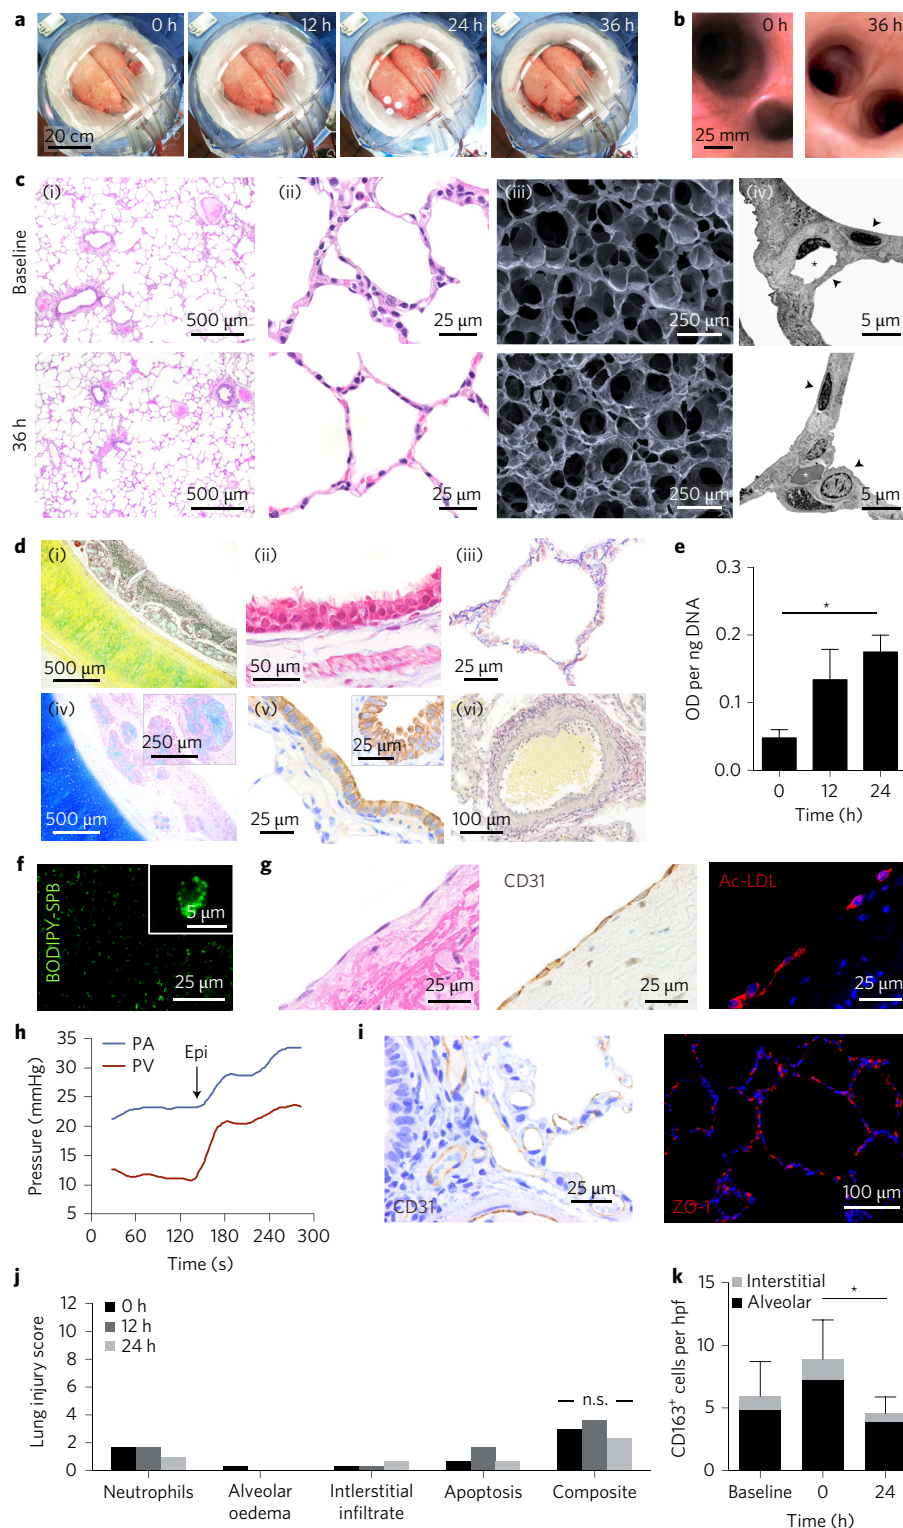 a
0 h
12 h
24 h
36 h
20 cm
b
0 h
36 h
25 mm
c
Baseline
(i)
500 µm
(ii)
25 µm
(iii)
250 µm
(iv)
*
5 µm
36 h
500 µm
25 µm
250 µm
*
5 µm
d
(i)
500 µm
(ii)
50 µm
(iii)
25 µm
(iv)
250 µm
500 µm
(v)
25 µm
25 µm
(vi)
100 µm
e
OD per ng DNA
0.3
0.2
0.1
0.0
*
0 12 24
Time (h)
f
BODIPY-SPB
5 µm
25 µm
g
25 µm
CD31
25 µm
Ac-LDL
25 µm
h
Pressure (mmHg)
35
30
25
20
15
10
5
PA
PV
Epi
0 60 120 180 240 300
Time (s)
i
CD31
25 µm
ZO-1
100 µm
j
Lung injury score
12
10
8
6
4
2
0
0 h
12 h
24 h
n.s.
Neutrophils
Alveolar
oedema
Interstitial
infiltrate
Apoptosis
Composite
k
CD163⁺ cells per hpf
15
10
5
0
Interstitial
Alveolar
*
Baseline 0 24
Time (h)